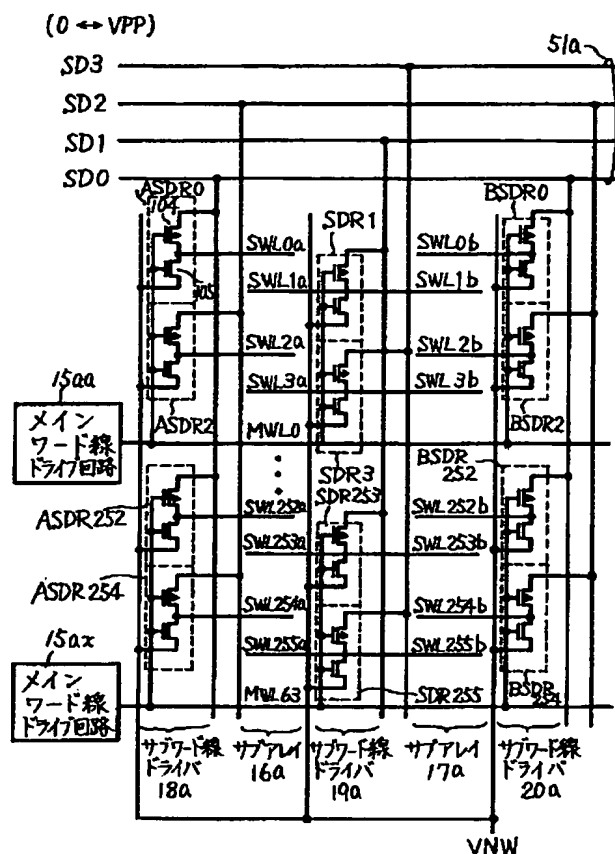 (0 ↔ VPP)
51a
SD3
SD2
SD1
SD0
ASDR0
104
105
SDR1
BSDR0
SWL0a
SWL0b
SWL1a
SWL1b
SWL2a
SWL2b
SWL3a
SWL3b
15aa
メイン
ワード線
ドライブ回路
ASDR2
MWL0
SDR3
BSDR2
SDR253
BSDR
252
ASDR252
SWL252a
SWL252b
SWL253a
SWL253b
ASDR254
SWL254a
SWL254b
SWL255a
SWL255b
15ax
メイン
ワード線
ドライブ回路
MWL63
SDR255
BSDR
254
サブワード線
ドライバ
18a
サブアレイ
16a
サブワード線
ドライバ
19a
サブアレイ
17a
サブワード線
ドライバ
20a
VNW